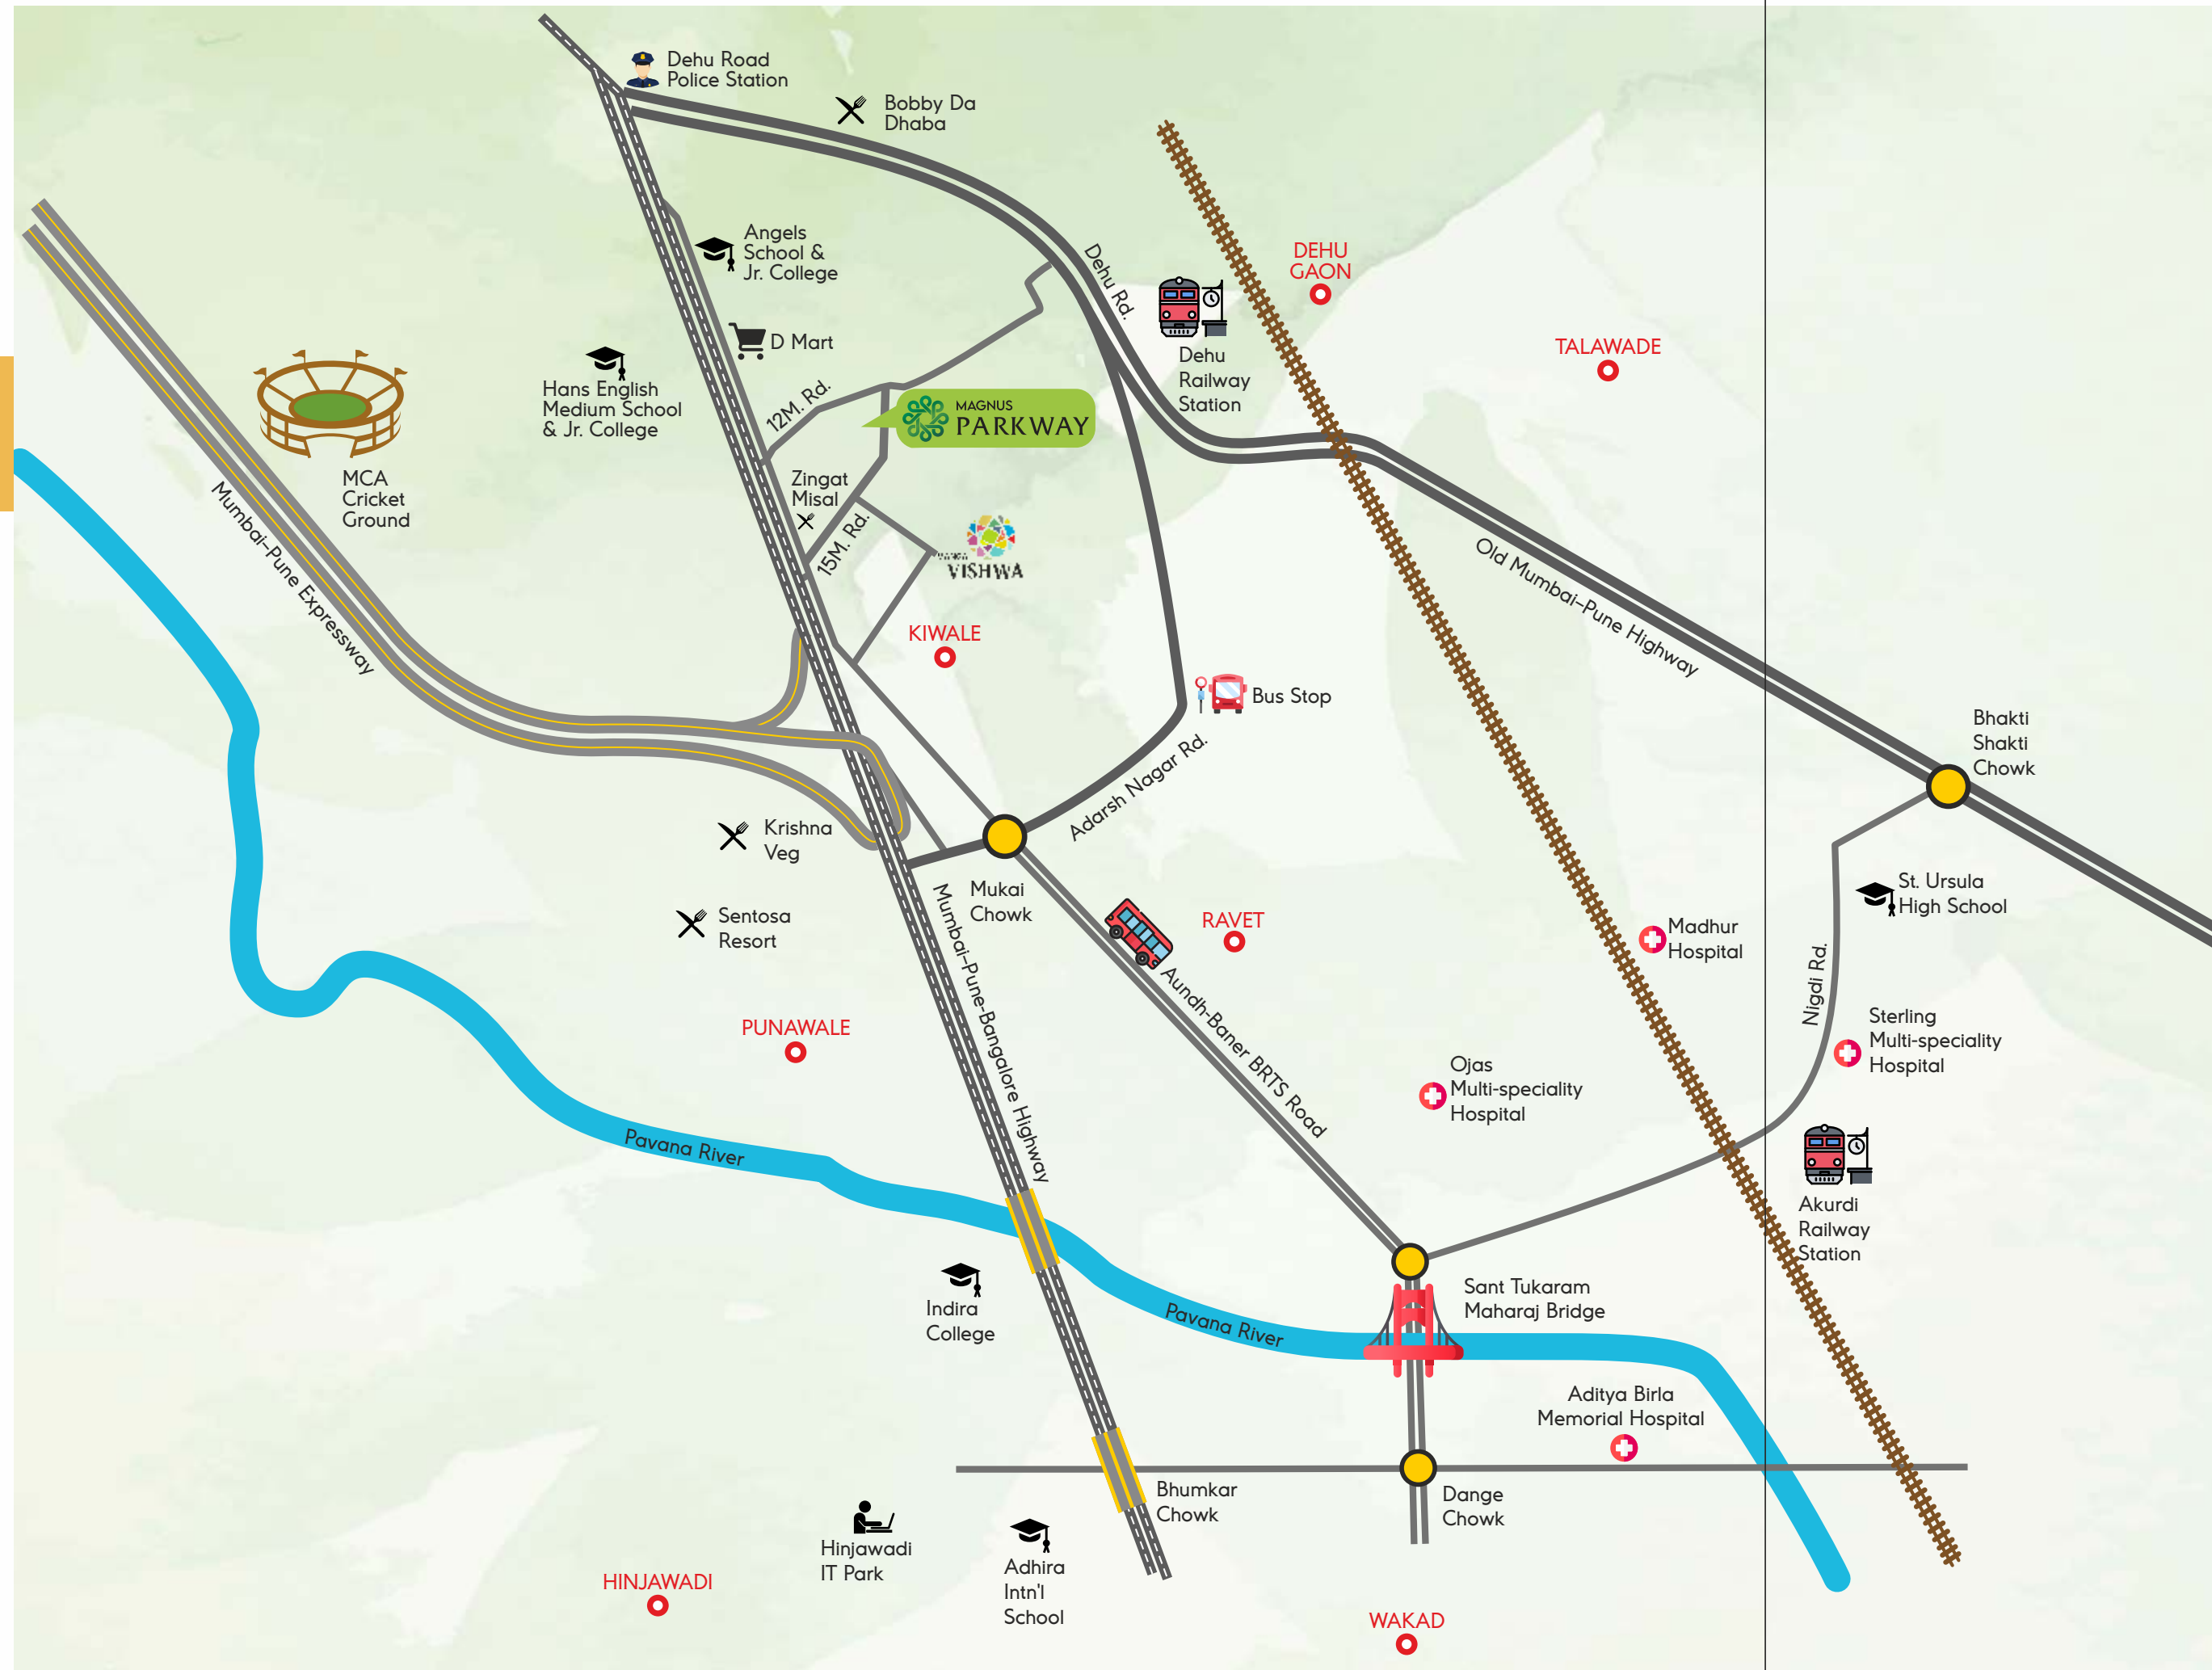 Dehu Road
Police Station
Bobby Da
Dhaba
Angels
School &
Jr. College
Dehu Rd.
DEHU
GAON
D Mart
TALAWADE
Hans English
Medium School
& Jr. College
Dehu
Railway
Station
12M. Rd.
MAGNUS
PARKWAY
MCA
Cricket
Ground
Zingat
Misal
15M. Rd.
VISHWA
Mumbai-Pune Expressway
Old Mumbai-Pune Highway
KIWALE
Bus Stop
Bhakti
Shakti
Chowk
Adarsh Nagar Rd.
Krishna
Veg
Mukai
Chowk
St. Ursula
High School
Sentosa
Resort
RAVET
Madhur
Hospital
Mumbai-Pune-Bangalore Highway
Aundh-Baner BRTS Road
Nigdi Rd.
PUNAWALE
Sterling
Multi-speciality
Hospital
Ojas
Multi-speciality
Hospital
Pavana River
Akurdi
Railway
Station
Indira
College
Sant Tukaram
Maharaj Bridge
Pavana River
Aditya Birla
Memorial Hospital
Bhumkar
Chowk
Dange
Chowk
Hinjawadi
IT Park
Adhira
Intn'l
School
HINJAWADI
WAKAD